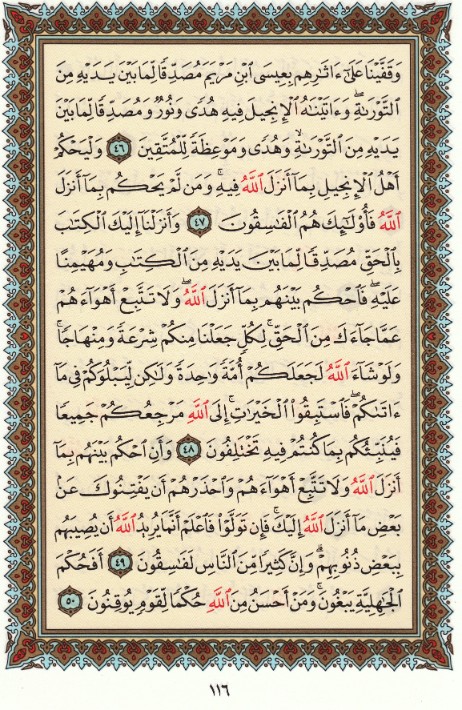 وَقَفَّيْنَا عَلَىٰٓ ءَاثَٰرِهِم بِعِيسَى ٱبْنِ مَرْيَمَ مُصَدِّقًا لِّمَا بَيْنَ يَدَيْهِ مِنَ
ٱلتَّوْرَىٰةِ ۖ وَءَاتَيْنَٰهُ ٱلْإِنجِيلَ فِيهِ هُدًى وَنُورٌ وَمُصَدِّقًا لِّمَا بَيْنَ
يَدَيْهِ مِنَ ٱلتَّوْرَىٰةِ وَهُدًى وَمَوْعِظَةً لِّلْمُتَّقِينَ ٤٦ وَلْيَحْكُمْ
أَهْلُ ٱلْإِنجِيلِ بِمَآ أَنزَلَ ٱللَّهُ فِيهِ ۚ وَمَن لَّمْ يَحْكُم بِمَآ أَنزَلَ
ٱللَّهُ فَأُو۟لَٰٓئِكَ هُمُ ٱلْفَٰسِقُونَ ٤٧ وَأَنزَلْنَآ إِلَيْكَ ٱلْكِتَٰبَ
بِٱلْحَقِّ مُصَدِّقًا لِّمَا بَيْنَ يَدَيْهِ مِنَ ٱلْكِتَٰبِ وَمُهَيْمِنًا
عَلَيْهِ ۖ فَٱحْكُم بَيْنَهُم بِمَآ أَنزَلَ ٱللَّهُ ۖ وَلَا تَتَّبِعْ أَهْوَآءَهُمْ
عَمَّا جَآءَكَ مِنَ ٱلْحَقِّ ۚ لِكُلٍّ جَعَلْنَا مِنكُمْ شِرْعَةً وَمِنْهَاجًا ۚ
وَلَوْ شَآءَ ٱللَّهُ لَجَعَلَكُمْ أُمَّةً وَٰحِدَةً وَلَٰكِن لِّيَبْلُوَكُمْ فِى مَآ
ءَاتَىٰكُمْ ۖ فَٱسْتَبِقُوا۟ ٱلْخَيْرَٰتِ ۚ إِلَى ٱللَّهِ مَرْجِعُكُمْ جَمِيعًا
فَيُنَبِّئُكُم بِمَا كُنتُمْ فِيهِ تَخْتَلِفُونَ ٤٨ وَأَنِ ٱحْكُم بَيْنَهُم بِمَآ
أَنزَلَ ٱللَّهُ وَلَا تَتَّبِعْ أَهْوَآءَهُمْ وَٱحْذَرْهُمْ أَن يَفْتِنُوكَ عَنۢ
بَعْضِ مَآ أَنزَلَ ٱللَّهُ إِلَيْكَ ۖ فَإِن تَوَلَّوْا۟ فَٱعْلَمْ أَنَّمَا يُرِيدُ ٱللَّهُ أَن يُصِيبَهُم
بِبَعْضِ ذُنُوبِهِمْ ۗ وَإِنَّ كَثِيرًا مِّنَ ٱلنَّاسِ لَفَٰسِقُونَ ٤٩ أَفَحُكْمَ
ٱلْجَٰهِلِيَّةِ يَبْغُونَ ۚ وَمَنْ أَحْسَنُ مِنَ ٱللَّهِ حُكْمًا لِّقَوْمٍ يُوقِنُونَ ٥٠
١١٦